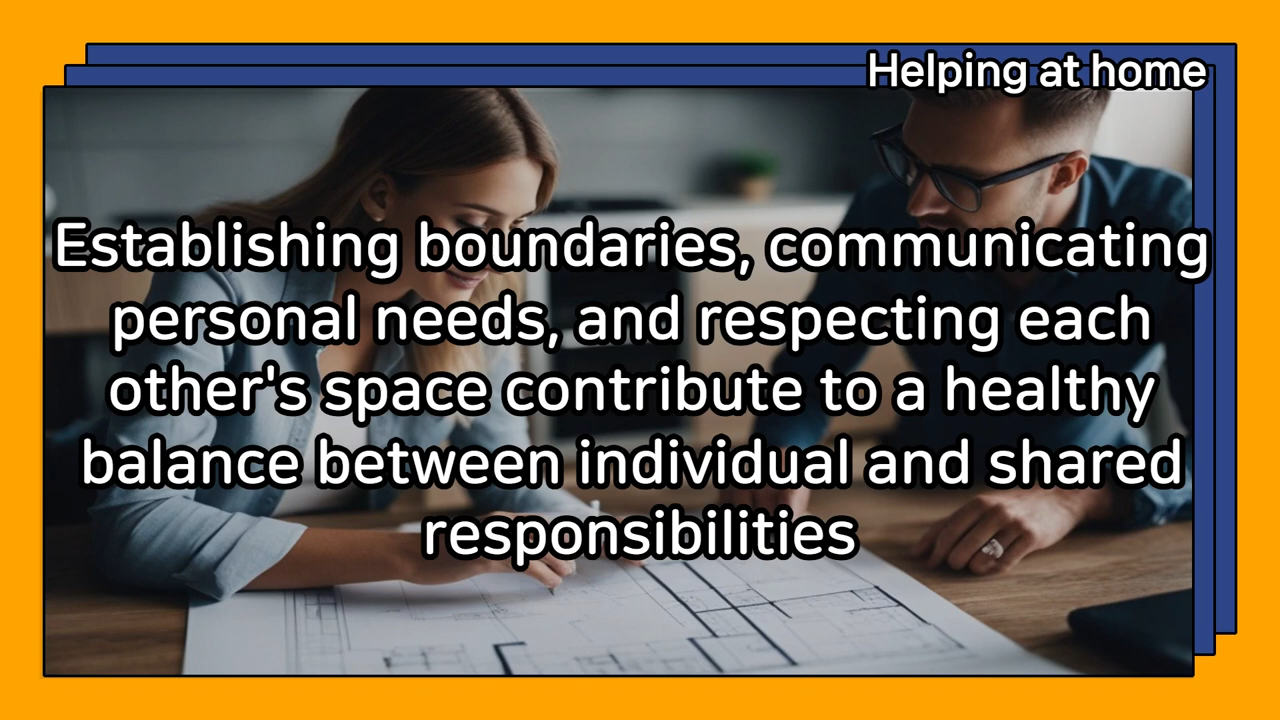 Helping at home
Establishing boundaries, communicating
personal needs, and respecting each
other's space contribute to a healthy
balance between individual and shared
responsibilities